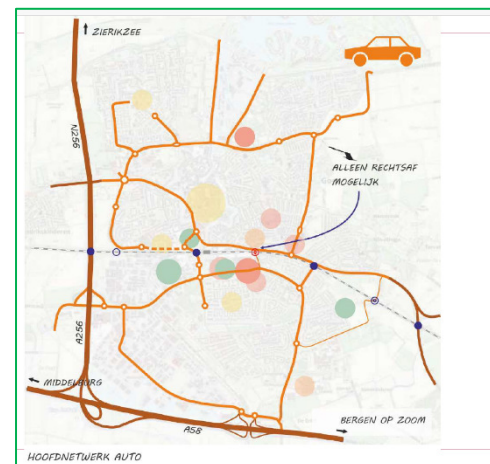 ZIERIKZEE
N256
ALLEEN RECHTSAF
MOGELIJK
A256
MIDDELBURG
A58
BERGEN OP ZOOM
HOOFDNETWERK AUTO